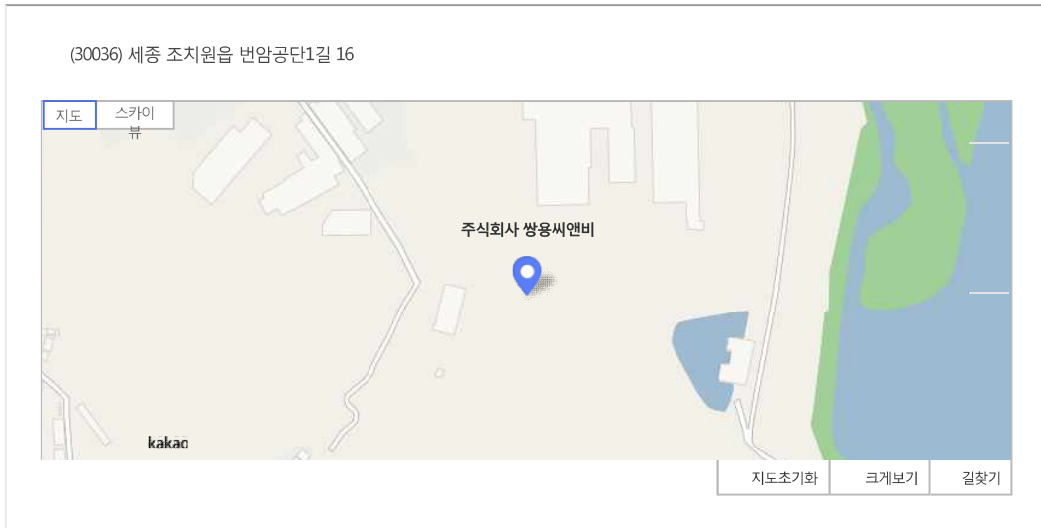 (30036) 세종 조치원읍 번암공단1길 16
지도
스카이
뷰
주식회사 쌍용씨앤비
kakao
지도초기화
크게보기
길찾기